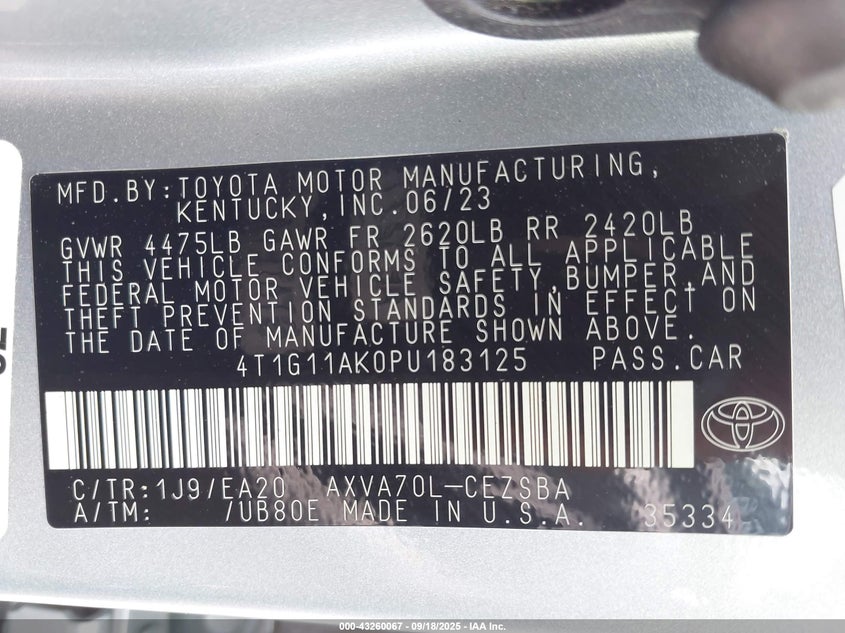 MFD.BY:TOYOTA MOTOR MANUFACTURING,
KENTUCKY,INC.06/23
GVWR 4475LB GAWR FR 2620LB RR 2420LB
THIS VEHICLE CONFORMS TO ALL APPLICABLE
FEDERAL MOTOR VEHICLE SAFETY,BUMPER,AND
THEFT PREVENTION STANDARDS IN EFFECT ON
THE DATE OF MANUFACTURE SHOWN ABOVE.
4T1G11AK0PU183125 PASS.CAR
C/TR:1J9/EA20 AXVA70L-CEZSBA
A/TM: /UB80E MADE IN U.S.A. 35334
000-43260067 - 09/18/2025 - IAA Inc.